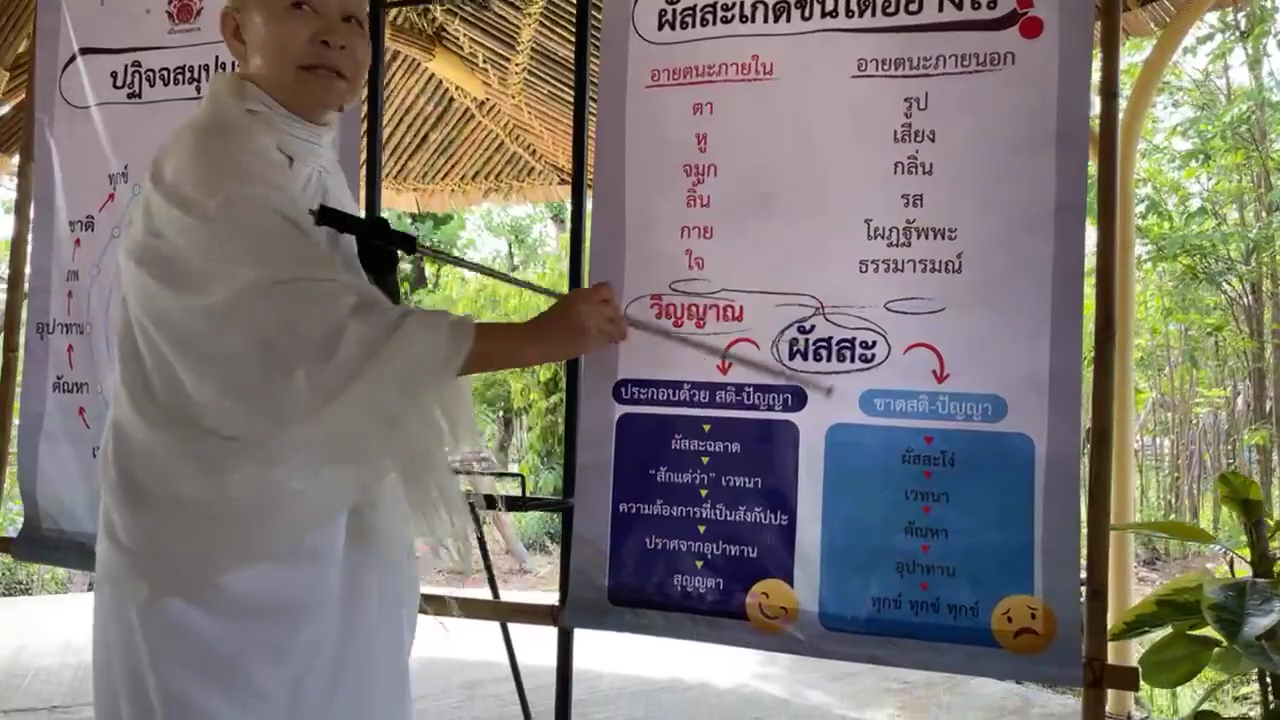 ปฏิจจสมุปบา
ทุกข์
ชาติ
ภพ
อุปาทาน
ตัณหา
ผัสสะเกิดขึ้นได้อย่างไร
อายตนะภายใน อายตนะภายนอก
ตา รูป
หู เสียง
จมูก กลิ่น
ลิ้น รส
กาย โผฏฐัพพะ
ใจ ธรรมารมณ์
วิญญาณ
ผัสสะ
ประกอบด้วย สติ-ปัญญา
ผัสสะฉลาด
“สักแต่ว่า” เวทนา
ความต้องการที่เป็นสังกัปปะ
ปราศจากอุปาทาน
สุญญตา
ขาดสติ-ปัญญา
ผัสสะโง่
เวทนา
ตัณหา
อุปาทาน
ทุกข์ ทุกข์ ทุกข์